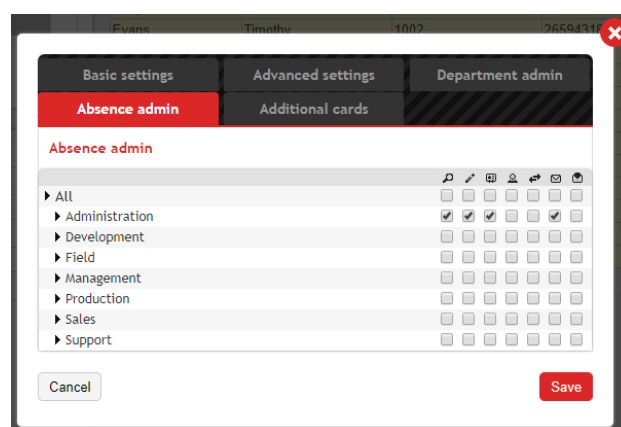 Evans Timothy 1002 26594318
Basic settings Advanced settings Department admin
Absence admin Additional cards
Absence admin
All
Administration
Development
Field
Management
Production
Sales
Support
Cancel Save